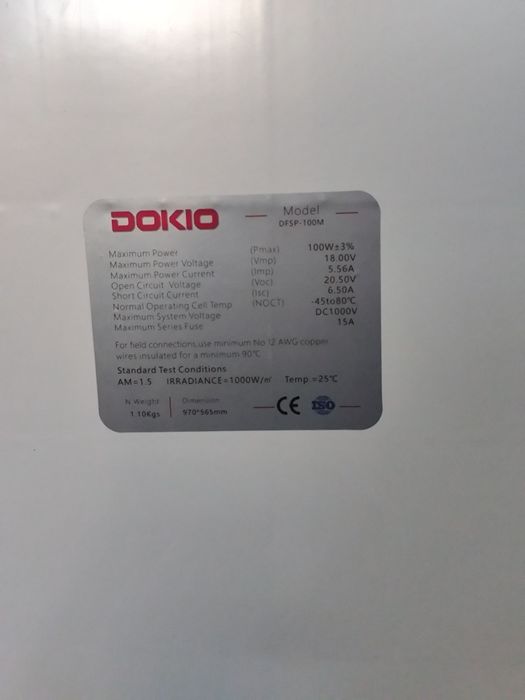 DOKIO
Model
DFSP-100M
Maximum Power (Pmax) 100W±3%
Maximum Power Voltage (Vmp) 18.00V
Maximum Power Current (Imp) 5.56A
Open Circuit Voltage (Voc) 20.50V
Short Circuit Current (Isc) 6.50A
Normal Operating Cell Temp (NOCT) -45to80℃
Maximum System Voltage DC1000V
Maximum Series Fuse 15A
For field connections,use minimum No 12 AWG copper
wires insulated for a minimum 90℃
Standard Test Conditions
AM=1.5 IRRADIANCE=1000W/㎡ Temp=25℃
N Weight Dimension
1.10Kgs 970*565mm
CE ISO